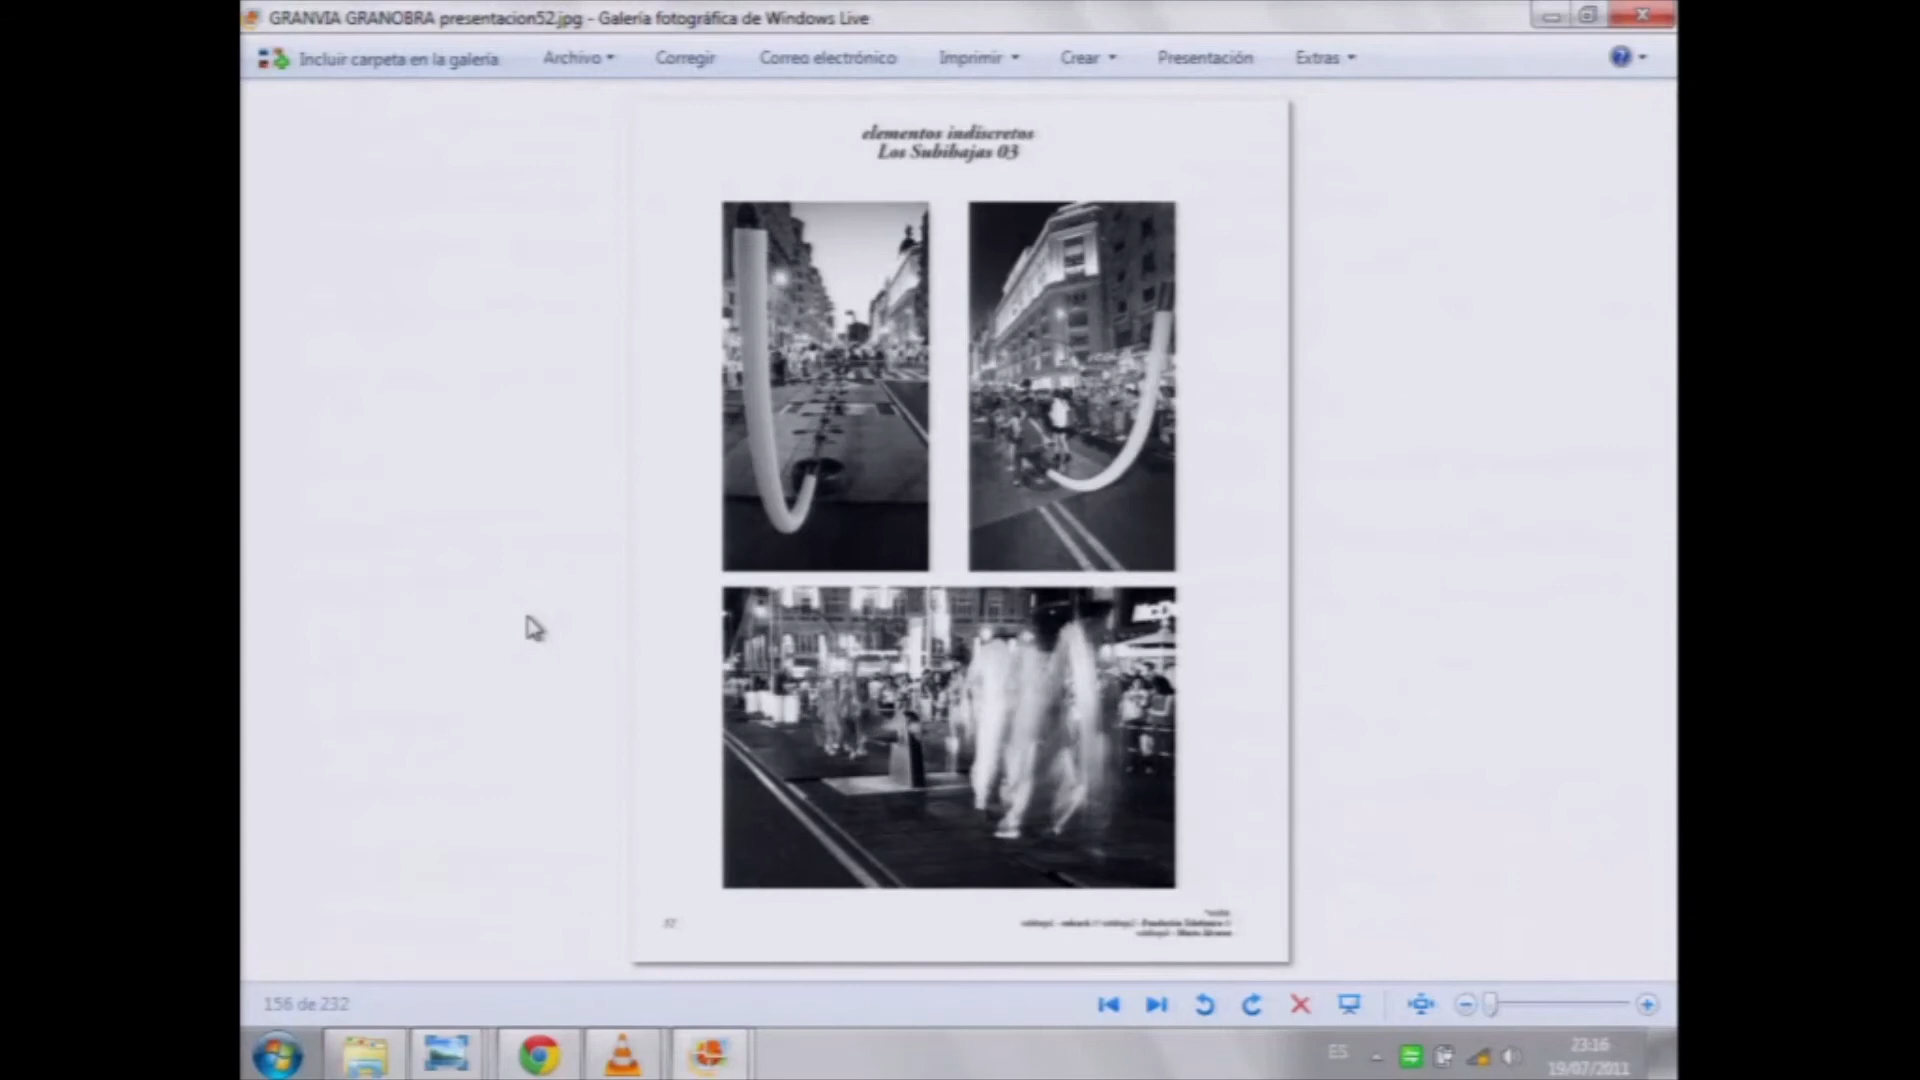 GRANVIA GRANOBRA presentacion52.jpg - Galería fotográfica de Windows Live
Incluir carpeta en la galería Archivo Corregir Correo electrónico Imprimir Crear Presentación Extras
elementos indiscretos
Los Subibajas 03
156 de 232
ES
23:16
19/07/2011